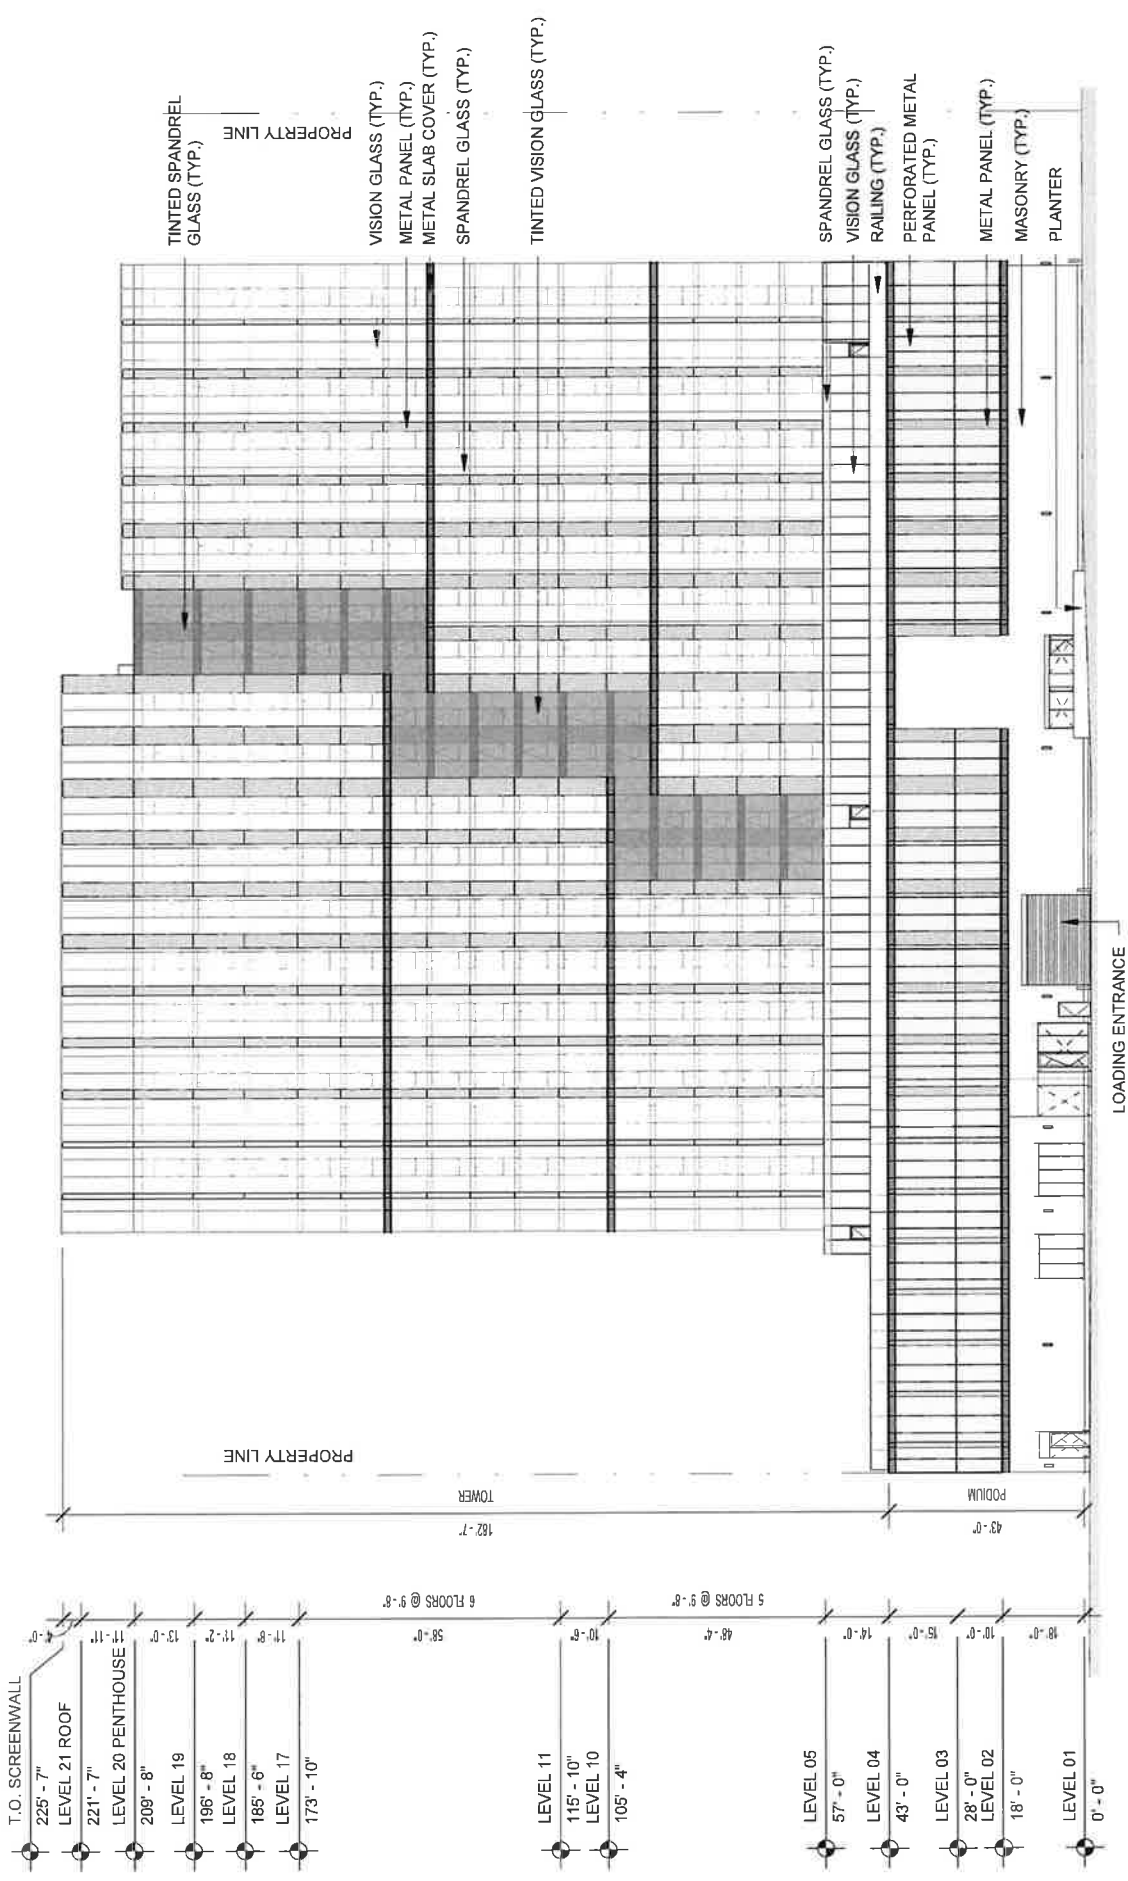 TINTED SPANDREL
GLASS (TYP.)
PROPERTY LINE
VISION GLASS (TYP.)
METAL PANEL (TYP.)
METAL SLAB COVER (TYP.)
SPANDREL GLASS (TYP.)
TINTED VISION GLASS (TYP.)
SPANDREL GLASS (TYP.)
VISION GLASS (TYP.)
RAILING (TYP.)
PERFORATED METAL
PANEL (TYP.)
METAL PANEL (TYP.)
MASONRY (TYP.)
PLANTER
LOADING ENTRANCE
PROPERTY LINE
TOWER
182' - 7"
PODIUM
43' - 0"
4' - 0"
11' - 11"
13' - 0"
11' - 2"
11' - 8"
6 FLOORS @ 9' - 8"
58' - 0"
10' - 6"
5 FLOORS @ 9' - 8"
48' - 4"
14' - 0"
15' - 0"
10' - 0"
18' - 0"
T.O. SCREENWALL
225' - 7"
LEVEL 21 ROOF
221' - 7"
LEVEL 20 PENTHOUSE
209' - 8"
LEVEL 19
196' - 8"
LEVEL 18
185' - 6"
LEVEL 17
173' - 10"
LEVEL 11
115' - 10"
LEVEL 10
105' - 4"
LEVEL 05
57' - 0"
LEVEL 04
43' - 0"
LEVEL 03
28' - 0"
LEVEL 02
18' - 0"
LEVEL 01
0' - 0"